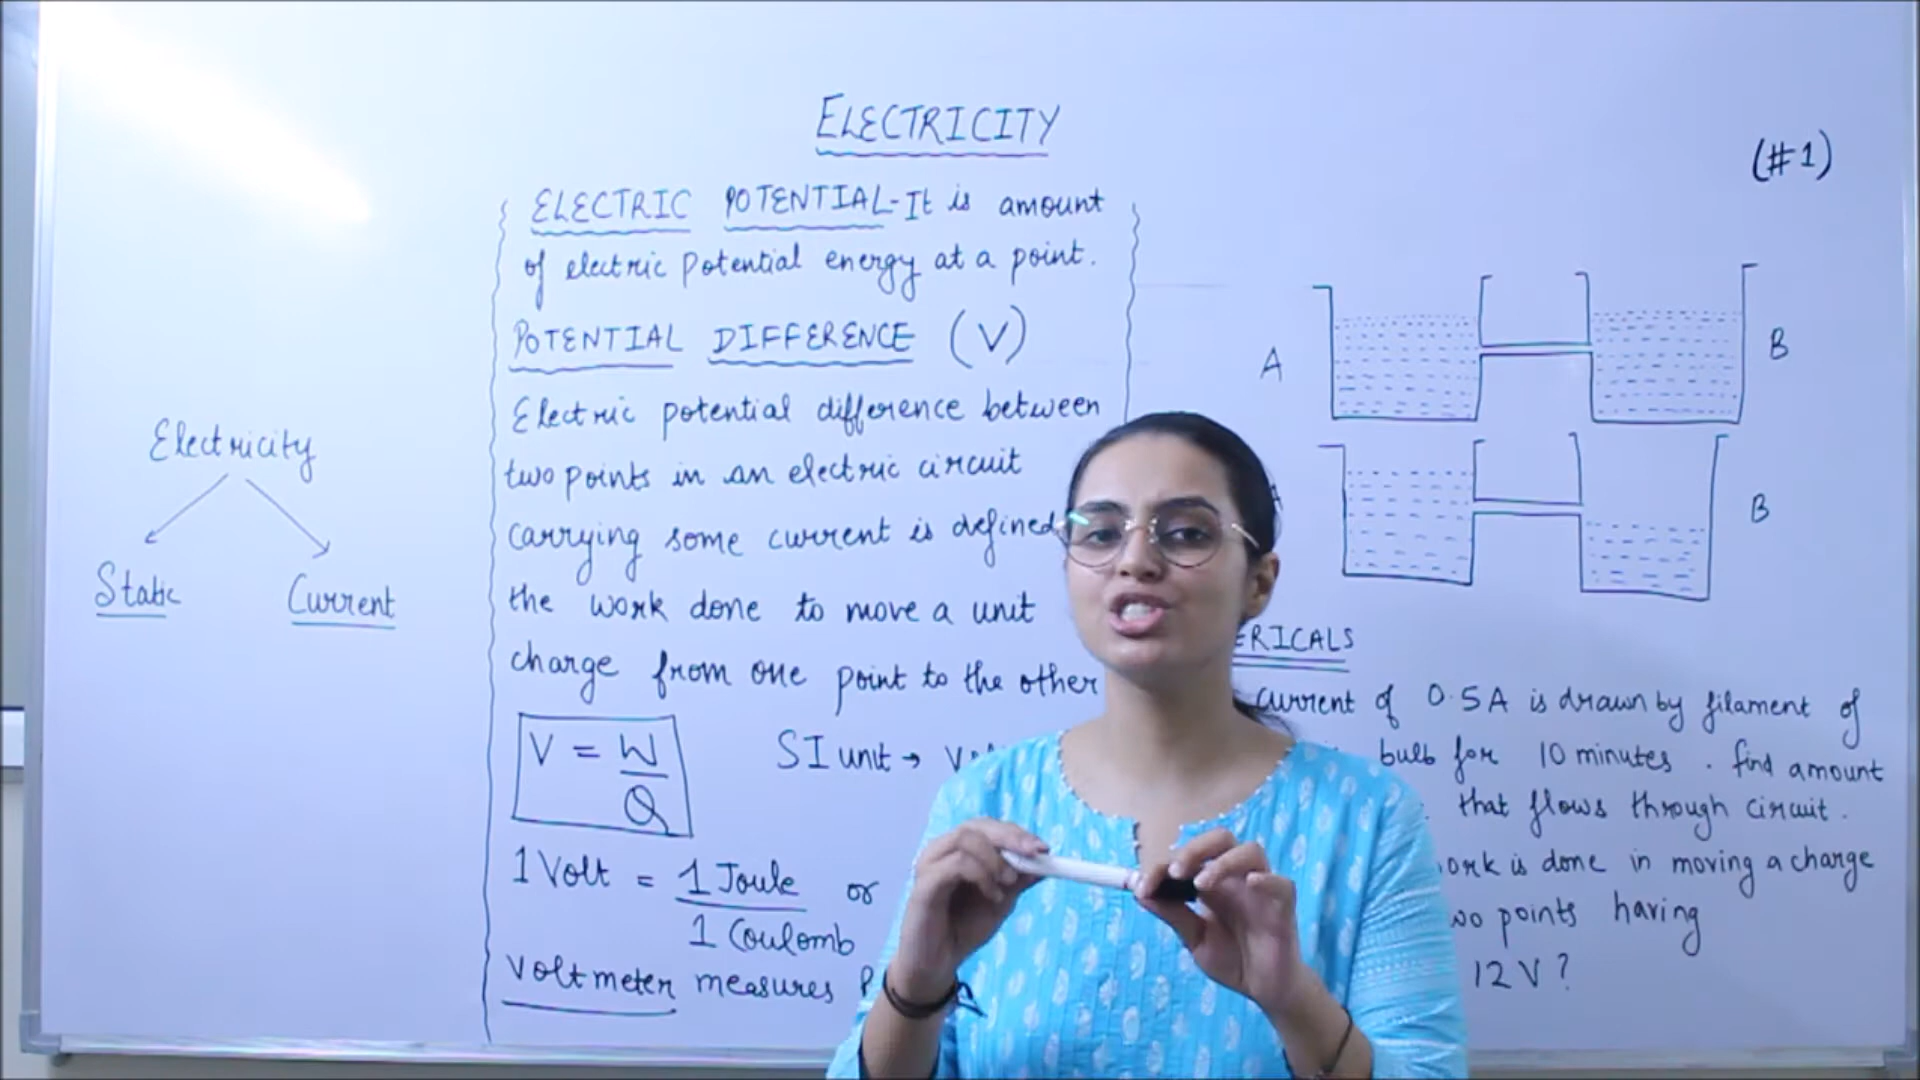 ELECTRICITY
(#1)
Electricity
Static
Current
ELECTRIC POTENTIAL - It is amount
of electric potential energy at a point.
POTENTIAL DIFFERENCE (V)
Electric potential difference between
two points in an electric circuit
carrying some current is defined
the work done to move a unit
charge from one point to the other
V = W
Q
SI unit →
1 Volt = 1 Joule or
1 Coulomb
Voltmeter measures
A
B
B
current of 0.5A is drawn by filament of
bulb for 10 minutes. find amount
that flows through circuit.
is done in moving a charge
points having
12 V?